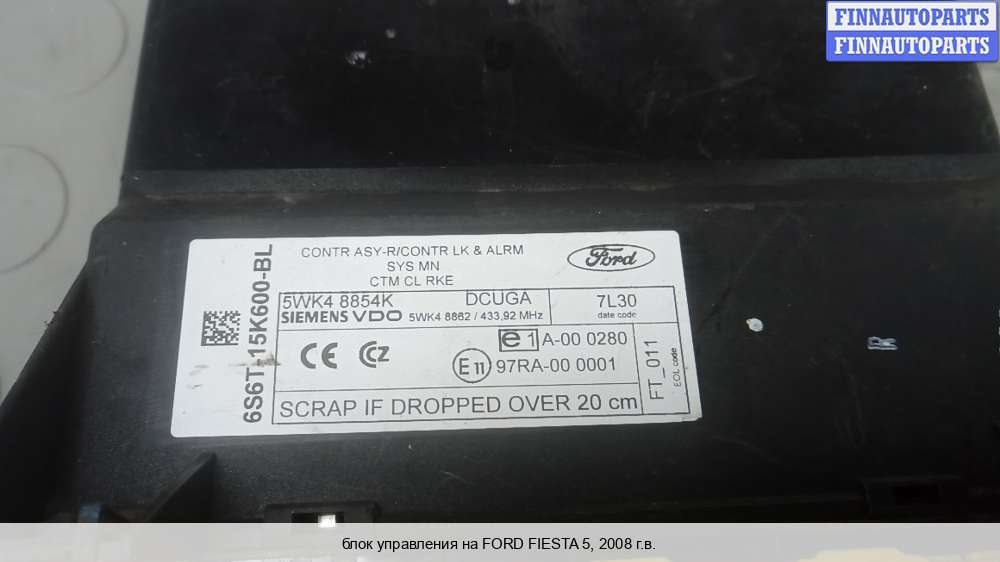 FINNAUTOPARTS
FINNAUTOPARTS
CONTR ASY-R/CONTR LK & ALRM
SYS MN
CTM CL RKE
Ford
6S6T-15K600-BL
5WK4 8854K DCUGA
SIEMENS VDO 5WK4 8862 / 433,92 MHz
7L30
date code
CE CCZ
e1 A-00 0280
E11 97RA-00 0001
FT_011
EOL code
SCRAP IF DROPPED OVER 20 cm
блок управления на FORD FIESTA 5, 2008 г.в.